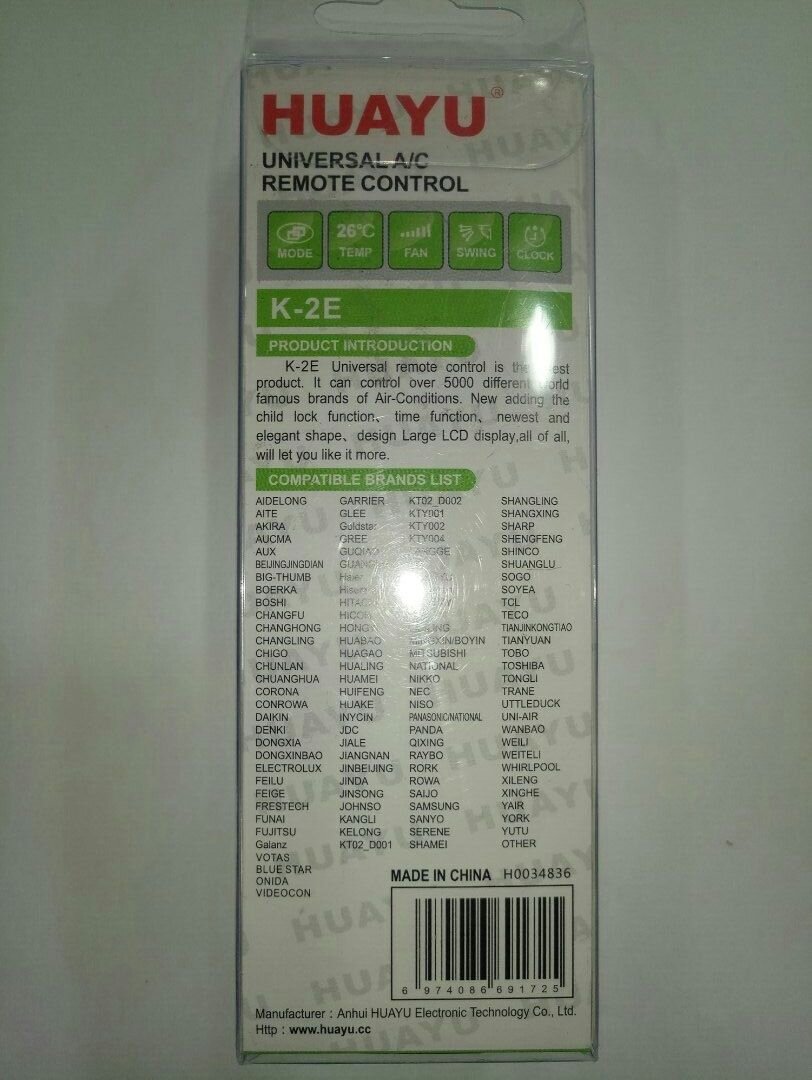 HUAYU®
UNIVERSAL A/C
REMOTE CONTROL
MODE
26°C
TEMP
FAN
SWING
CLOCK
K-2E
PRODUCT INTRODUCTION
K-2E Universal remote control is
product. It can control over 5000 different
famous brands of Air-Conditions. New adding the
child lock function、 time function、 newest and
elegant shape、 design Large LCD display,all of all,
will let you like it more.
COMPATIBLE BRANDS LIST
AIDELONG GARRIER KT02_D002 SHANGLING
AITE GLEE KTY001 SHANGXING
AKIRA Goldstar KTY002 SHARP
AUCMA GREE KTY004 SHENGFENG
AUX GUQIAO SHINCO
BEIJINGJINGDIAN SHUANGLU
BIG-THUMB Haier SOGO
BOERKA SOYEA
BOSHI TCL
CHANGFU TECO
CHANGHONG TIANJINKONGTIAO
CHANGLING HUABAO TIANYUAN
CHIGO HUAGAO MITSUBISHI TOBO
CHUNLAN HUALING NATIONAL TOSHIBA
CHUANGHUA HUAMEI NIKKO TONGLI
CORONA HUIFENG NEC TRANE
CONROWA HUAKE NISO UTTLEDUCK
DAIKIN INYCIN PANASONIC/NATIONAL UNI-AIR
DENKI JDC PANDA WANBAO
DONGXIA JIALE QIXING WEILI
DONGXINBAO JIANGNAN RAYBO WEITELI
ELECTROLUX JINBEIJING RORK WHIRLPOOL
FEILU JINDA ROWA XILENG
FEIGE JINSONG SAIJO XINGHE
FRESTECH JOHNSO SAMSUNG YAIR
FUNAI KANGLI SANYO YORK
FUJITSU KELONG SERENE YUTU
Galanz KT02_D001 SHAMEI OTHER
VOTAS
BLUE STAR
ONIDA
VIDEOCON
MADE IN CHINA H0034836
6 974086 691725
Manufacturer : Anhui HUAYU Electronic Technology Co., Ltd.
Http : www.huayu.cc